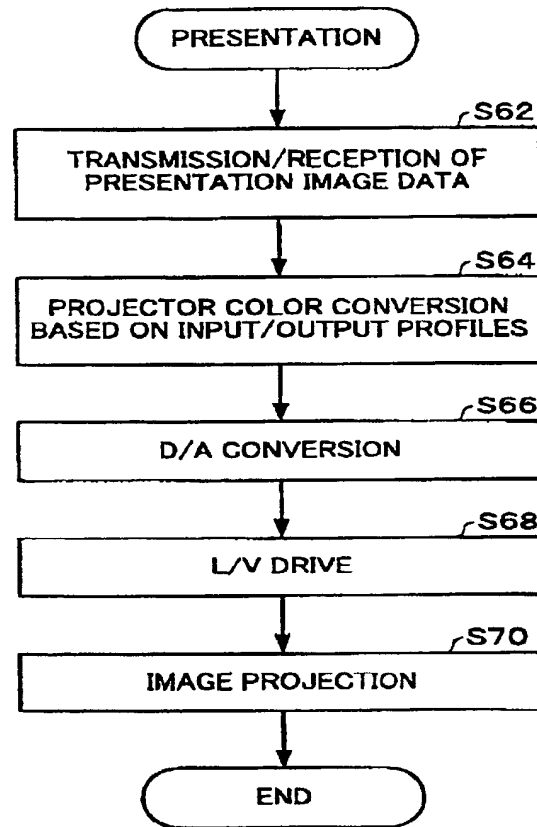 PRESENTATION
S62
TRANSMISSION/RECEPTION OF
PRESENTATION IMAGE DATA
S64
PROJECTOR COLOR CONVERSION
BASED ON INPUT/OUTPUT PROFILES
S66
D/A CONVERSION
S68
L/V DRIVE
S70
IMAGE PROJECTION
END